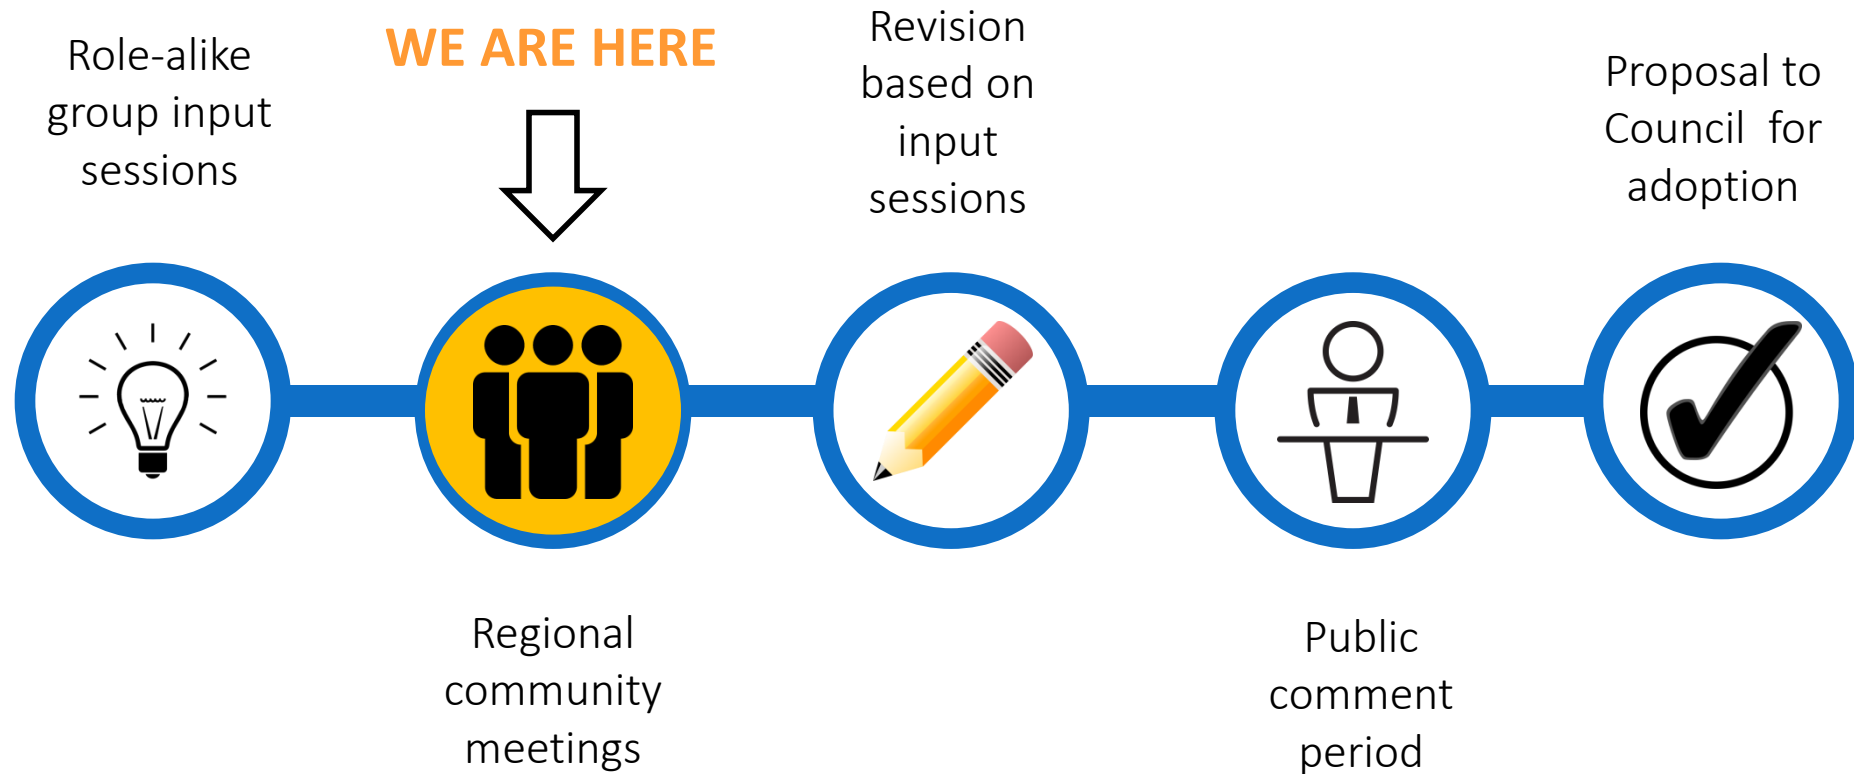 Role-alike
group input
sessions
WE ARE HERE
Revision
based on
input
sessions
Proposal to
Council for
adoption
Regional
community
meetings
Public
comment
period